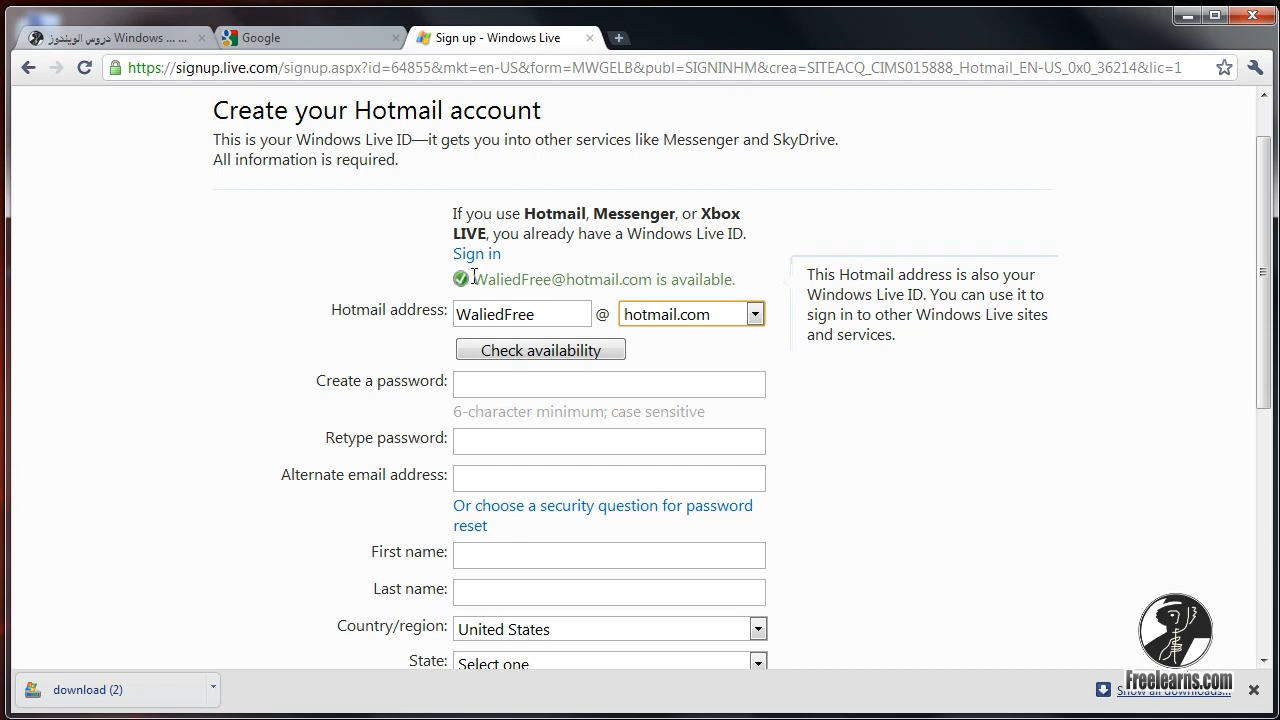 دروس الويندوز Windows ... ...
Google
Sign up - Windows Live
https://signup.live.com/signup.aspx?id=64855&mkt=en-US&form=MWGELB&publ=SIGNINHM&crea=SITEACQ_CIMS015888_Hotmail_EN-US_0x0_36214&lic=1
Create your Hotmail account
This is your Windows Live ID—it gets you into other services like Messenger and SkyDrive.
All information is required.
If you use Hotmail, Messenger, or Xbox
LIVE, you already have a Windows Live ID.
Sign in
WaliedFree@hotmail.com is available.
Hotmail address: WaliedFree @ hotmail.com
Check availability
This Hotmail address is also your
Windows Live ID. You can use it to
sign in to other Windows Live sites
and services.
Create a password:
6-character minimum; case sensitive
Retype password:
Alternate email address:
Or choose a security question for password
reset
First name:
Last name:
Country/region: United States
State: Select one
download (2)
Show all downloads...
Freelearns.com